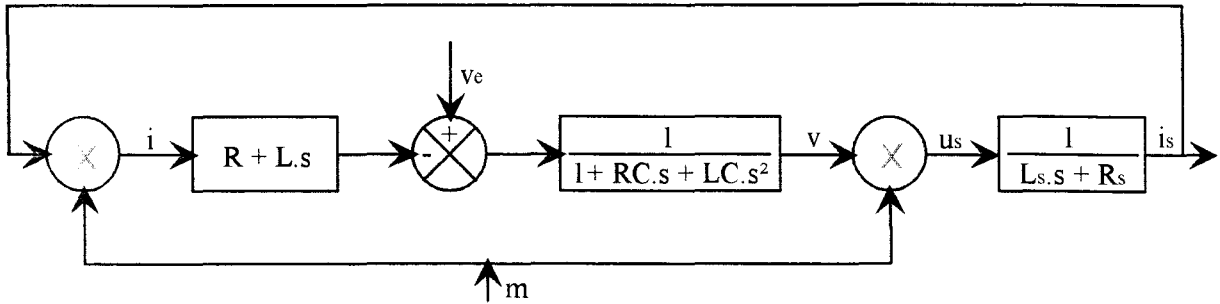 vₑ
+
X
i
R + L.s
-
1
1 + RC.s + LC.s²
v
X
uₛ
1
Lₛ.s + Rₛ
iₛ
m